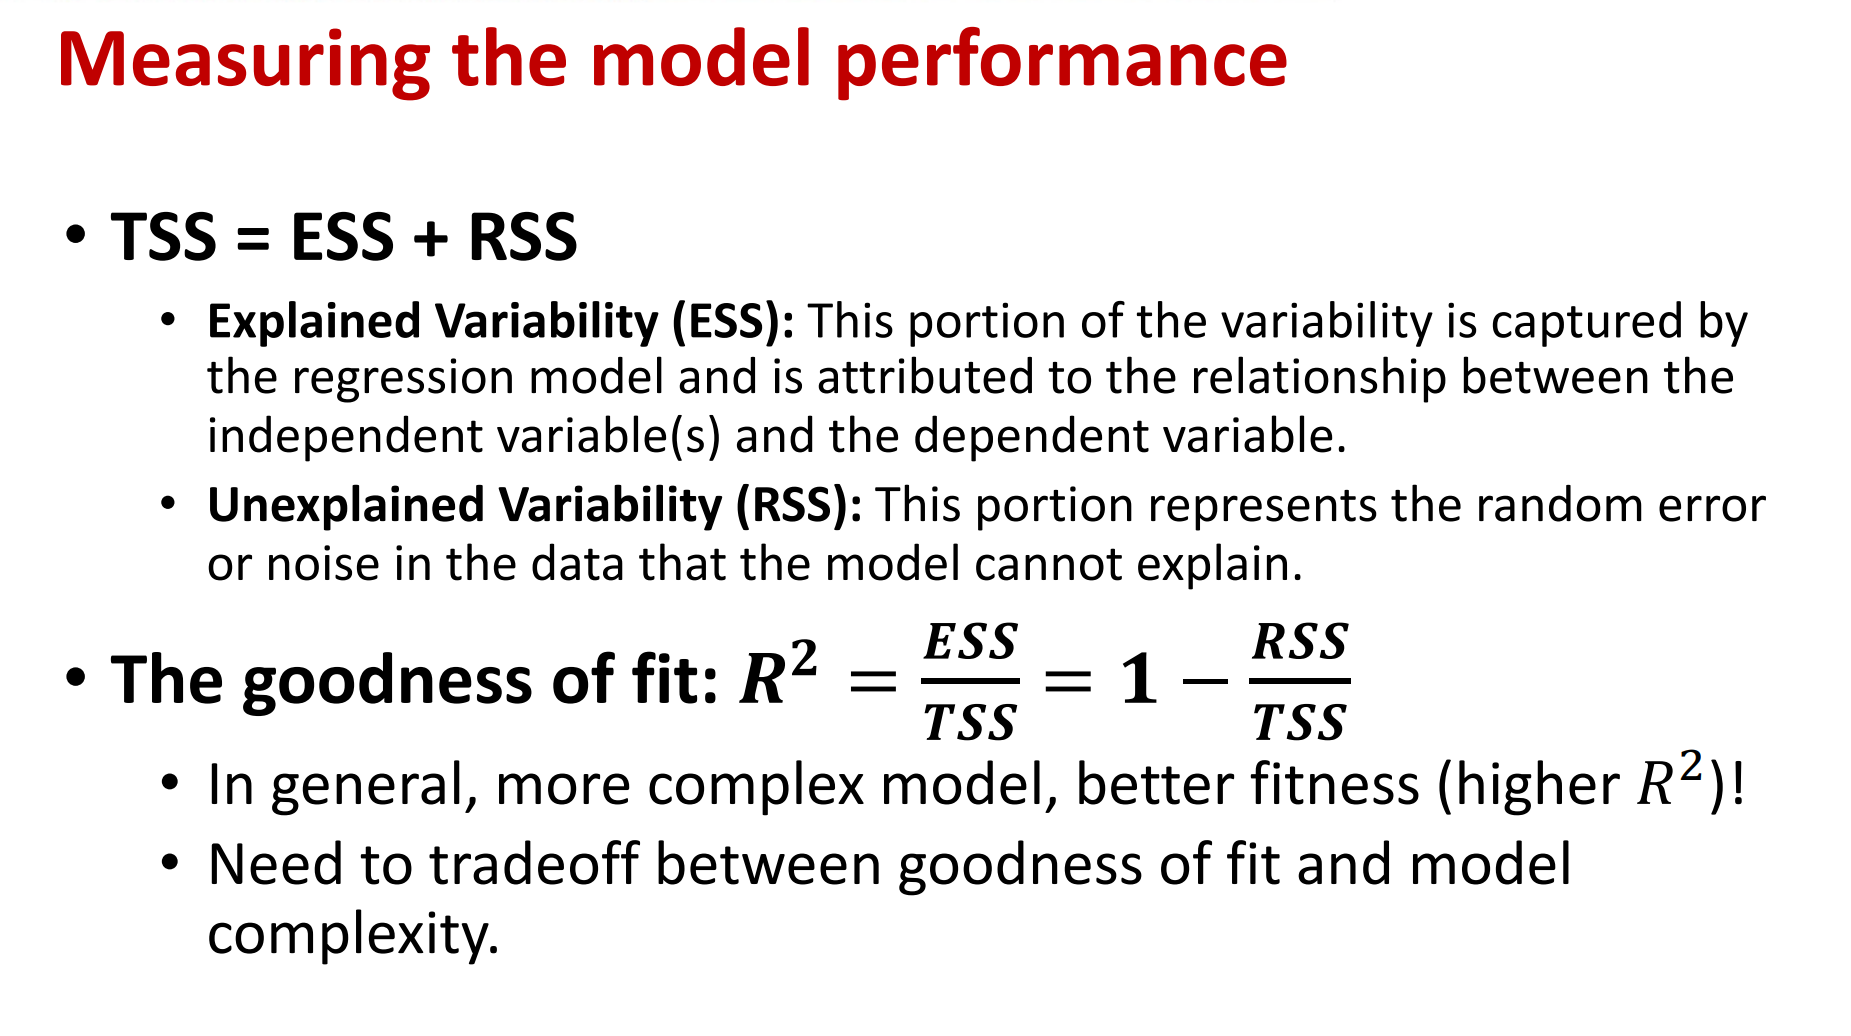 Measuring the model performance
• TSS = ESS + RSS
• Explained Variability (ESS): This portion of the variability is captured by
the regression model and is attributed to the relationship between the
independent variable(s) and the dependent variable.
• Unexplained Variability (RSS): This portion represents the random error
or noise in the data that the model cannot explain.
• The goodness of fit: R² = ESS/TSS = 1 − RSS/TSS
• In general, more complex model, better fitness (higher R²)!
• Need to tradeoff between goodness of fit and model
complexity.